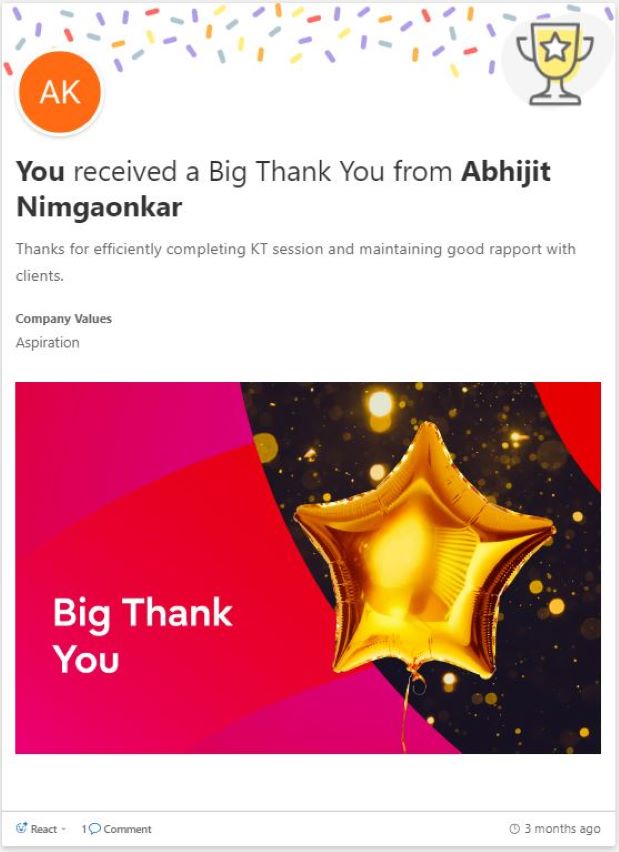 AK
You received a Big Thank You from Abhijit
Nimgaonkar
Thanks for efficiently completing KT session and maintaining good rapport with
clients.
Company Values
Aspiration
Big Thank
You
React 1 Comment 3 months ago